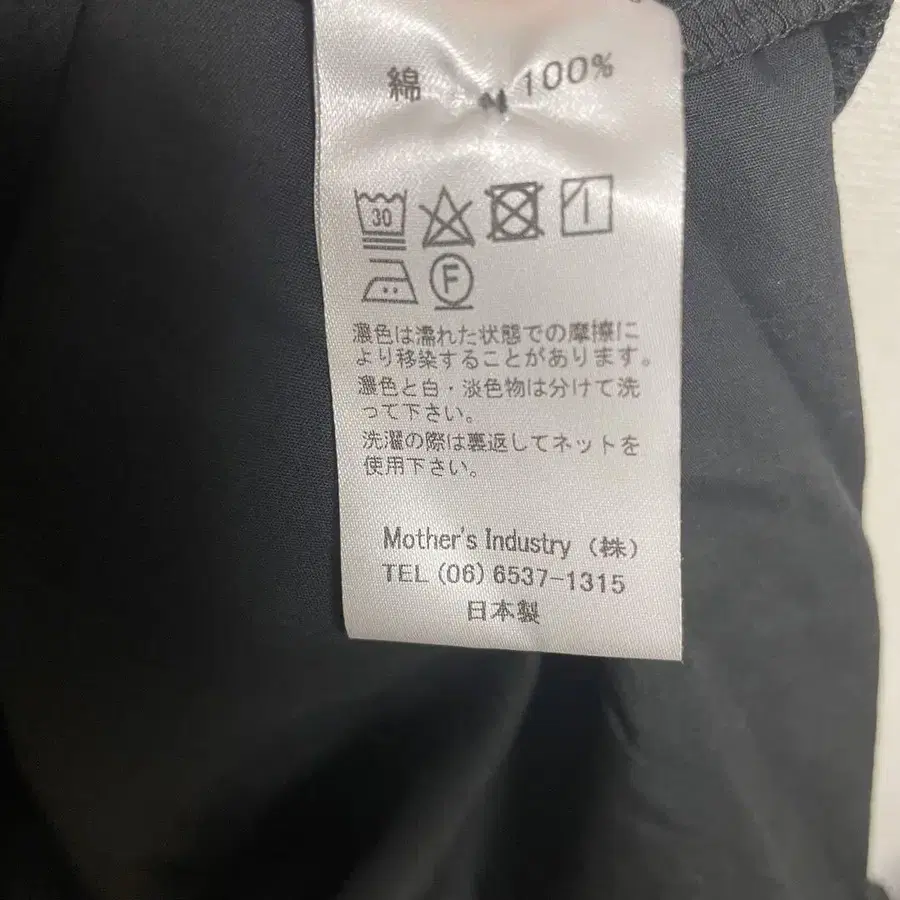 綿 100%
30
F
濃色は濡れた状態での摩擦に
より移染することがあります。
濃色と白・淡色物は分けて洗
って下さい。
洗濯の際は裏返してネットを
使用下さい。
Mother's Industry (株)
TEL (06) 6537-1315
日本製